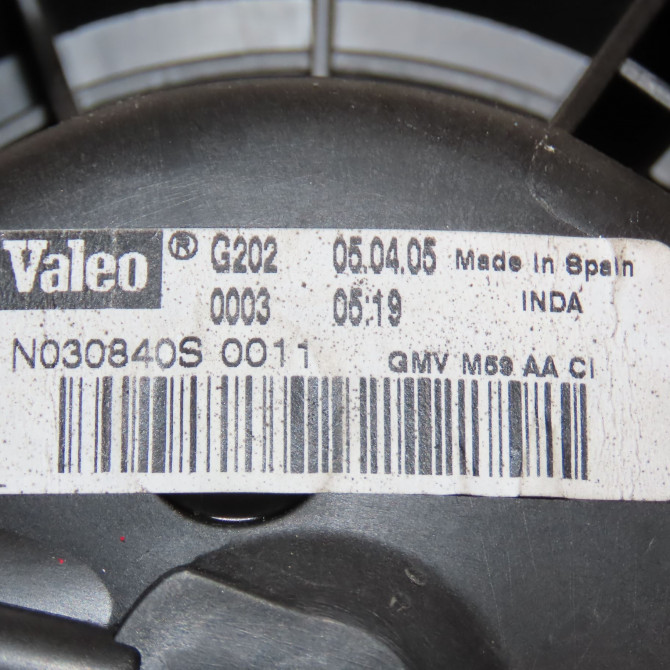 Valeo ® G202 05.04.05 Made In Spain
0003 05:19 INDA
N030840S 0011 GMV M59 AA CI